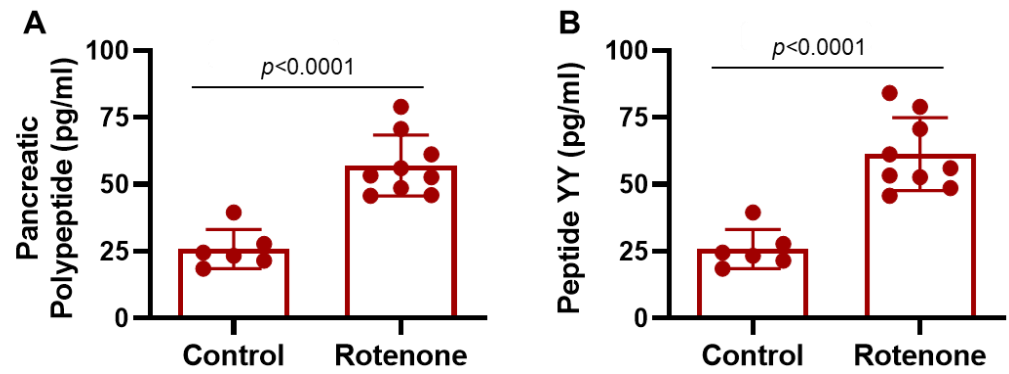 A
Pancreatic
Polypeptide (pg/ml)
100
75
50
25
0
p<0.0001
Control
Rotenone
B
Peptide YY (pg/ml)
100
75
50
25
0
p<0.0001
Control
Rotenone